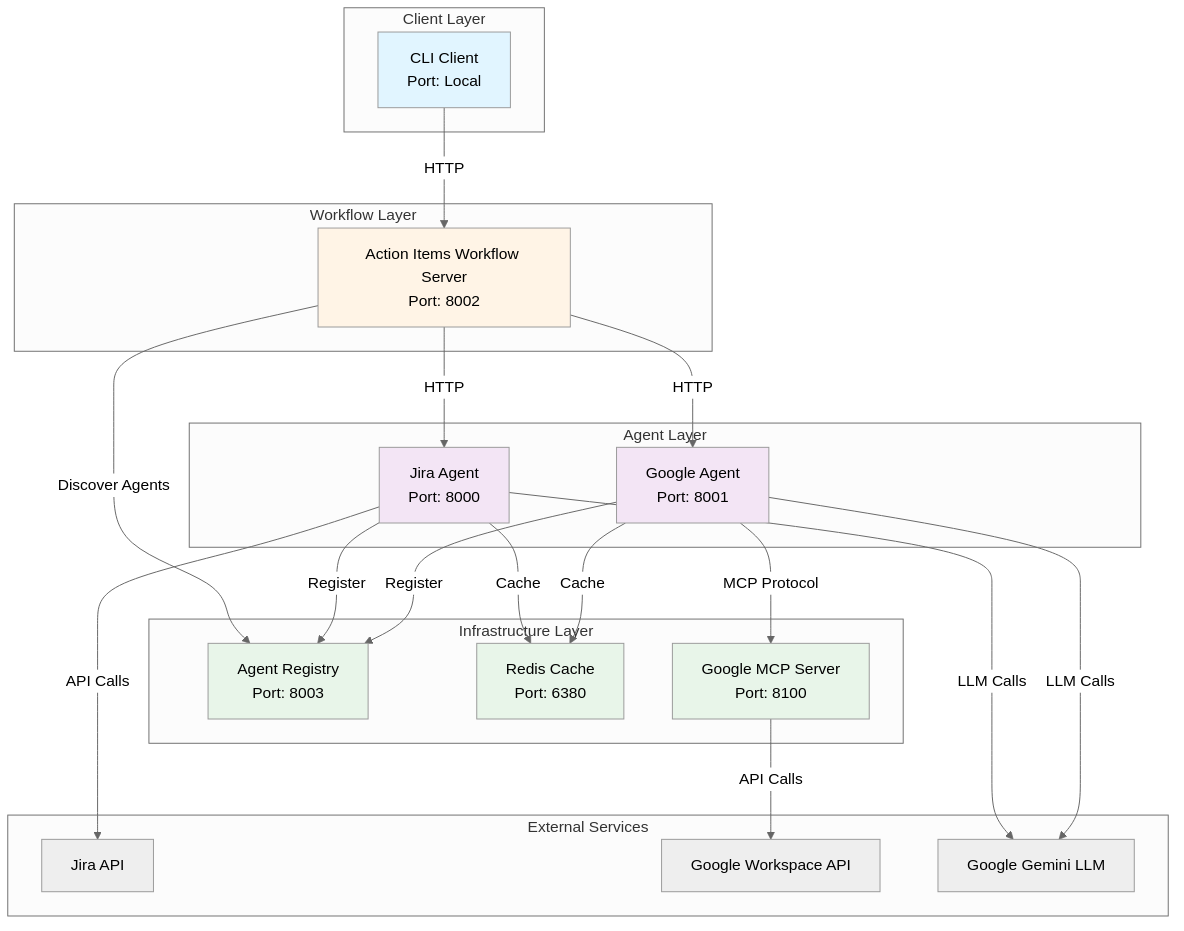 Client Layer
CLI Client
Port: Local
HTTP
Workflow Layer
Action Items Workflow
Server
Port: 8002
HTTP
HTTP
Agent Layer
Jira Agent
Port: 8000
Google Agent
Port: 8001
Discover Agents
Register
Register
Cache
Cache
MCP Protocol
Infrastructure Layer
Agent Registry
Port: 8003
Redis Cache
Port: 6380
Google MCP Server
Port: 8100
API Calls
LLM Calls
LLM Calls
API Calls
External Services
Jira API
Google Workspace API
Google Gemini LLM